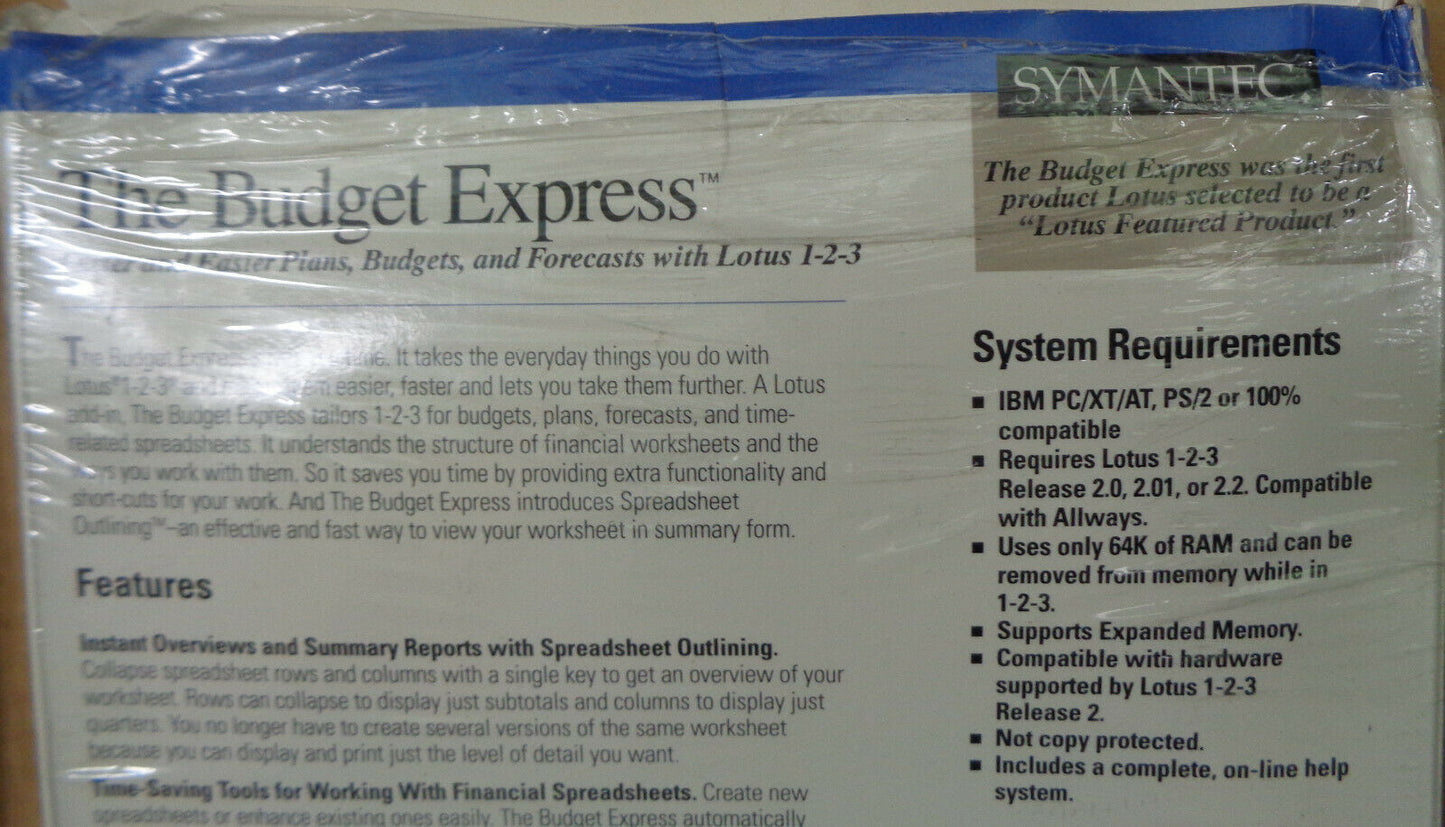 SYMANTEC.
The Budget Express was the first
product Lotus selected to be a
“Lotus Featured Product.”
The Budget Express™
and Easier Plans, Budgets, and Forecasts with Lotus 1-2-3
The Budget Express time. It takes the everyday things you do with
Lotus® 1-2-3® and them easier, faster and lets you take them further. A Lotus
add-in, The Budget Express tailors 1-2-3 for budgets, plans, forecasts, and time-
related spreadsheets. It understands the structure of financial worksheets and the
ways you work with them. So it saves you time by providing extra functionality and
short-cuts for your work. And The Budget Express introduces Spreadsheet
Outlining™–an effective and fast way to view your worksheet in summary form.
Features
Instant Overviews and Summary Reports with Spreadsheet Outlining.
Collapse spreadsheet rows and columns with a single key to get an overview of your
worksheet. Rows can collapse to display just subtotals and columns to display just
quarters. You no longer have to create several versions of the same worksheet
because you can display and print just the level of detail you want.
Time-Saving Tools for Working With Financial Spreadsheets. Create new
spreadsheets or enhance existing ones easily. The Budget Express automatically
System Requirements
▪ IBM PC/XT/AT, PS/2 or 100%
compatible
▪ Requires Lotus 1-2-3
Release 2.0, 2.01, or 2.2. Compatible
with Allways.
▪ Uses only 64K of RAM and can be
removed from memory while in
1-2-3.
▪ Supports Expanded Memory.
▪ Compatible with hardware
supported by Lotus 1-2-3
Release 2.
▪ Not copy protected.
▪ Includes a complete, on-line help
system.